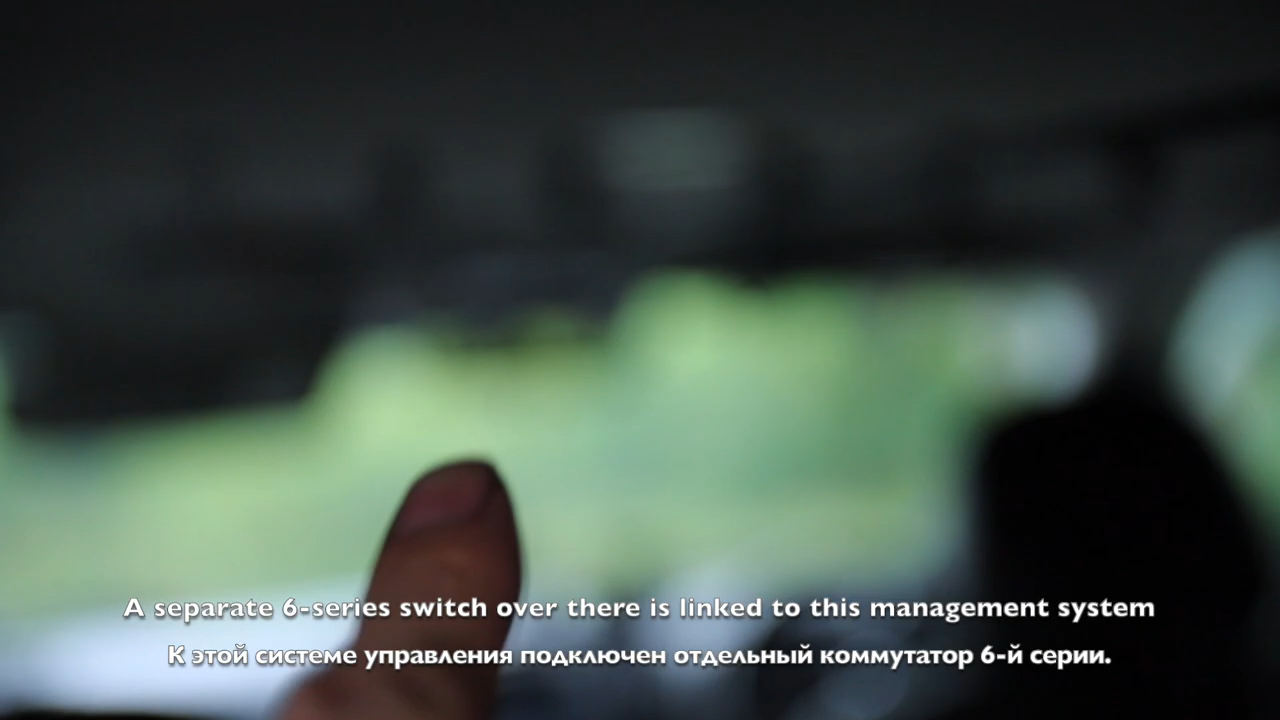 A separate 6-series switch over there is linked to this management system
К этой системе управления подключен отдельный коммутатор 6-й серии.